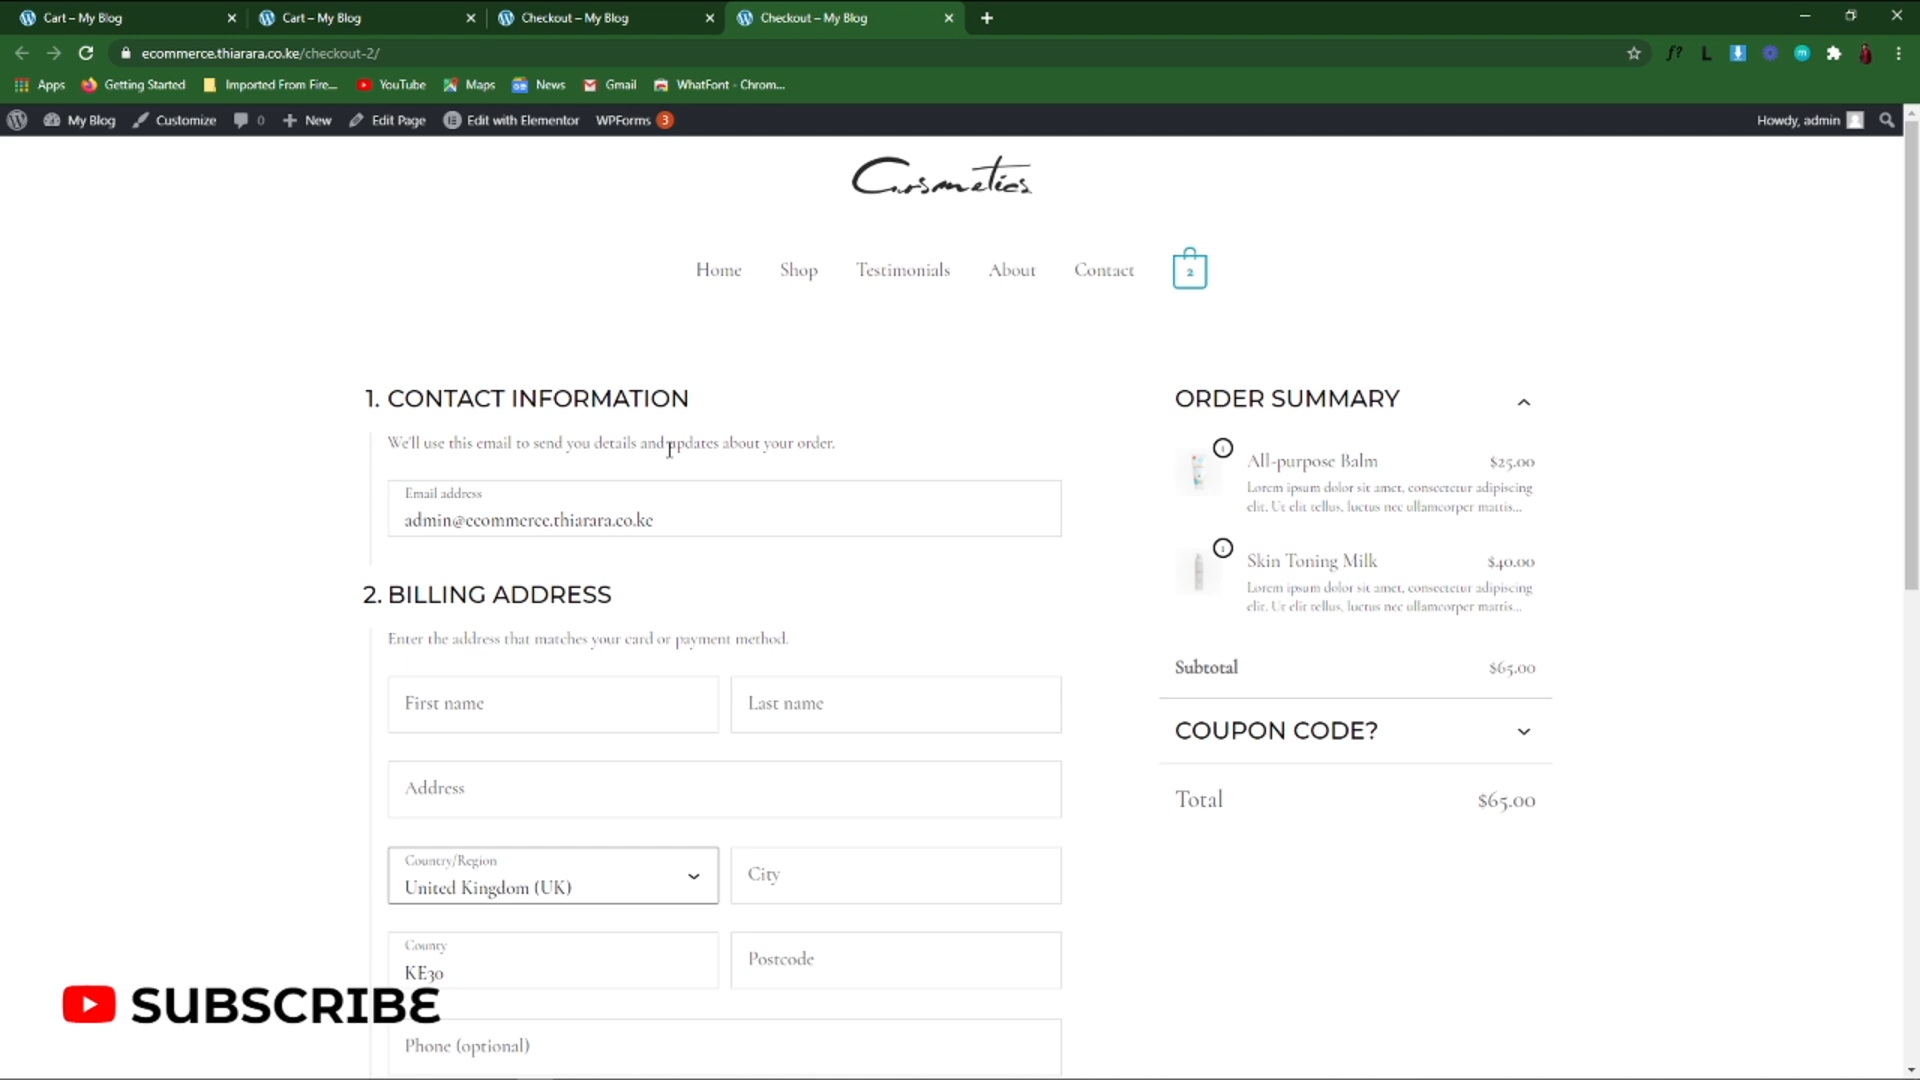 Cart – My Blog
Cart – My Blog
Checkout – My Blog
Checkout – My Blog
ecommerce.thiarara.co.ke/checkout-2/
f?
L
Apps
Getting Started
Imported From Fire...
YouTube
Maps
News
Gmail
WhatFont - Chrom...
My Blog
Customize
0
New
Edit Page
Edit with Elementor
WPForms 3
Howdy, admin
Cosmetics
Home
Shop
Testimonials
About
Contact
2
1. CONTACT INFORMATION
We'll use this email to send you details and updates about your order.
Email address
admin@ecommerce.thiarara.co.ke
2. BILLING ADDRESS
Enter the address that matches your card or payment method.
First name
Last name
Address
Country/Region
United Kingdom (UK)
City
County
KE30
Postcode
Phone (optional)
ORDER SUMMARY
1
All-purpose Balm
$25.00
Lorem ipsum dolor sit amet, consectetur adipiscing
elit. Ut elit tellus, luctus nec ullamcorper mattis...
1
Skin Toning Milk
$40.00
Lorem ipsum dolor sit amet, consectetur adipiscing
elit. Ut elit tellus, luctus nec ullamcorper mattis...
Subtotal
$65.00
COUPON CODE?
Total
$65.00
SUBSCRIBE